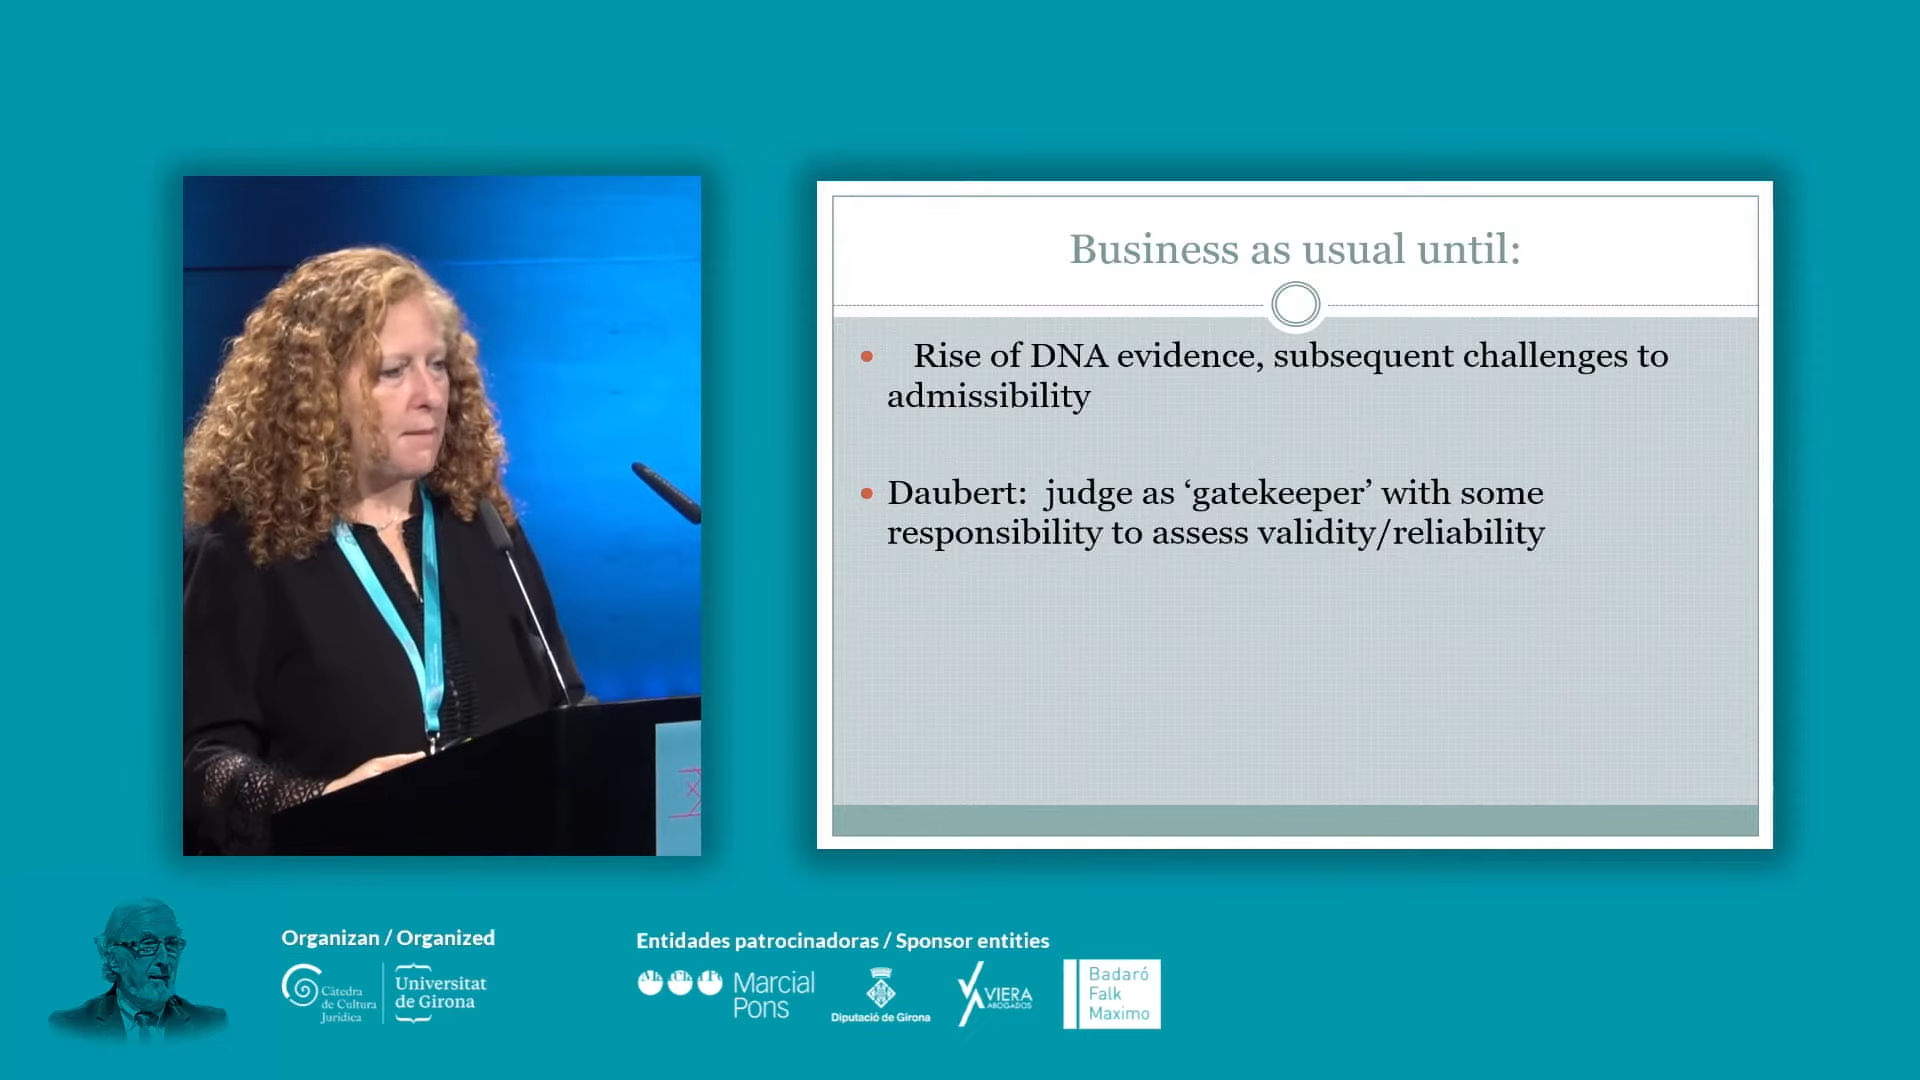 Business as usual until:
• Rise of DNA evidence, subsequent challenges to
admissibility
• Daubert: judge as ‘gatekeeper’ with some
responsibility to assess validity/reliability
Organizan / Organized
Càtedra
de Cultura
Jurídica
Universitat
de Girona
Entidades patrocinadoras / Sponsor entities
Marcial
Pons
Diputació de Girona
VIERA
ABOGADOS
Badaró
Falk
Maximo